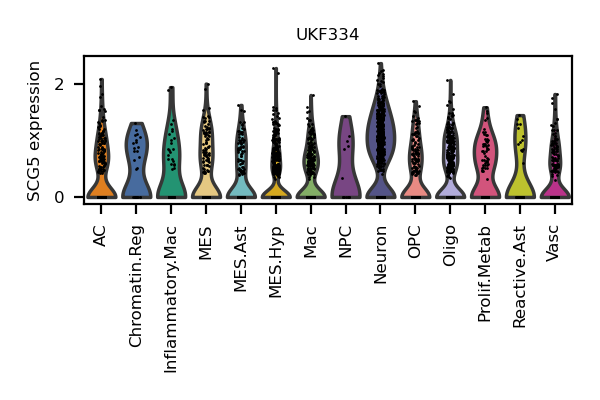 UKF334
SCG5 expression
2
0
AC
Chromatin.Reg
Inflammatory.Mac
MES
MES.Ast
MES.Hyp
Mac
NPC
Neuron
OPC
Oligo
Prolif.Metab
Reactive.Ast
Vasc